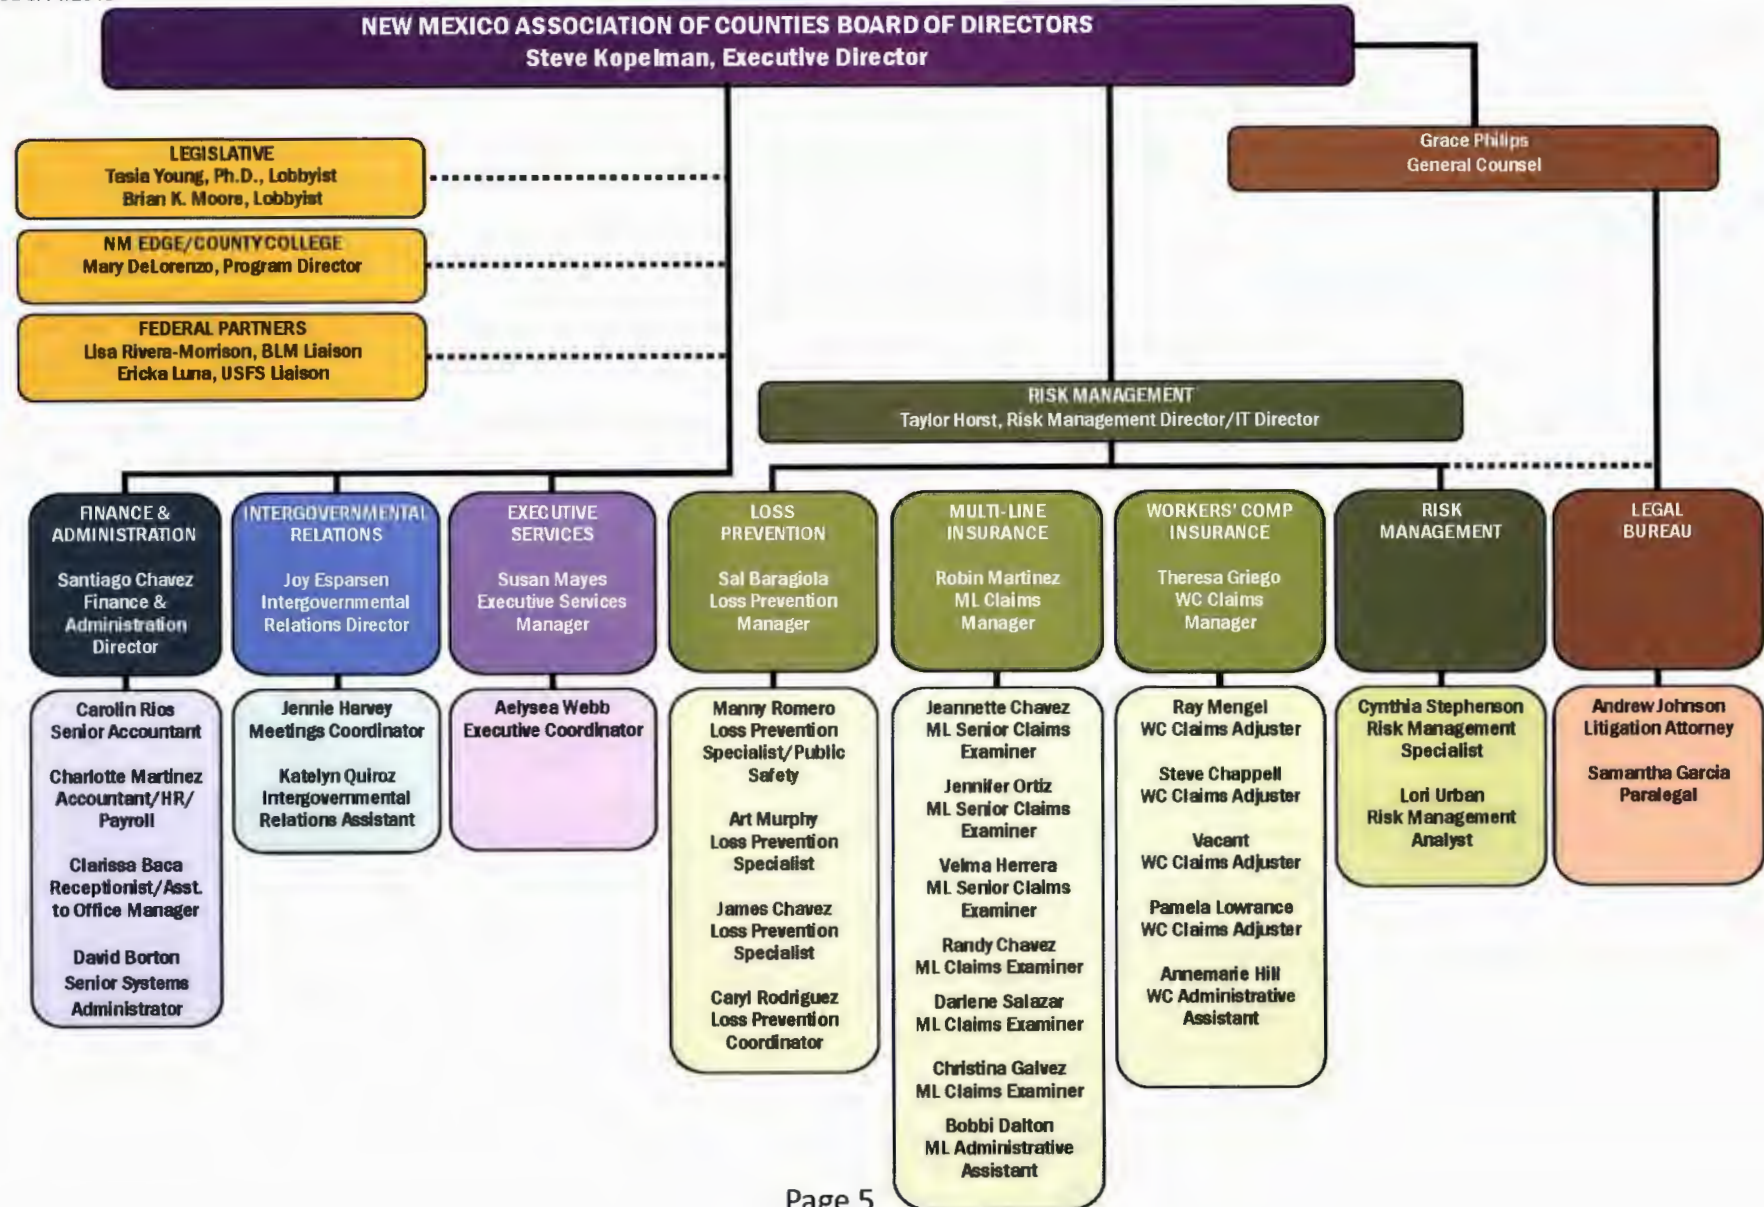 NEW MEXICO ASSOCIATION OF COUNTIES BOARD OF DIRECTORS
Steve Kopelman, Executive Director
Grace Philips
General Counsel
LEGISLATIVE
Tasia Young, Ph.D., Lobbyist
Brian K. Moore, Lobbyist
NM EDGE/COUNTY COLLEGE
Mary DeLorenzo, Program Director
FEDERAL PARTNERS
Lisa Rivera-Morrison, BLM Liaison
Ericka Luna, USFS Liaison
RISK MANAGEMENT
Taylor Horst, Risk Management Director/IT Director
FINANCE &
ADMINISTRATION
Santiago Chavez
Finance &
Administration
Director
INTERGOVERNMENTAL
RELATIONS
Joy Esparsen
Intergovernmental
Relations Director
EXECUTIVE
SERVICES
Susan Mayes
Executive Services
Manager
LOSS
PREVENTION
Sal Baragiola
Loss Prevention
Manager
MULTI-LINE
INSURANCE
Robin Martinez
ML Claims
Manager
WORKERS' COMP
INSURANCE
Theresa Griego
WC Claims
Manager
RISK
MANAGEMENT
LEGAL
BUREAU
Carolin Rios
Senior Accountant
Charlotte Martinez
Accountant/HR/
Payroll
Clarissa Baca
Receptionist/Asst.
to Office Manager
David Borton
Senior Systems
Administrator
Jennie Harvey
Meetings Coordinator
Katelyn Quiroz
Intergovernmental
Relations Assistant
Aelysea Webb
Executive Coordinator
Manny Romero
Loss Prevention
Specialist/Public
Safety
Art Murphy
Loss Prevention
Specialist
James Chavez
Loss Prevention
Specialist
Caryl Rodriguez
Loss Prevention
Coordinator
Jeannette Chavez
ML Senior Claims
Examiner
Jennifer Ortiz
ML Senior Claims
Examiner
Velma Herrera
ML Senior Claims
Examiner
Randy Chavez
ML Claims Examiner
Darlene Salazar
ML Claims Examiner
Christina Galvez
ML Claims Examiner
Bobbi Dalton
ML Administrative
Assistant
Ray Mengel
WC Claims Adjuster
Steve Chappell
WC Claims Adjuster
Vacant
WC Claims Adjuster
Pamela Lowrance
WC Claims Adjuster
Annemarie Hill
WC Administrative
Assistant
Cynthia Stephenson
Risk Management
Specialist
Lori Urban
Risk Management
Analyst
Andrew Johnson
Litigation Attorney
Samantha Garcia
Paralegal
Page 5